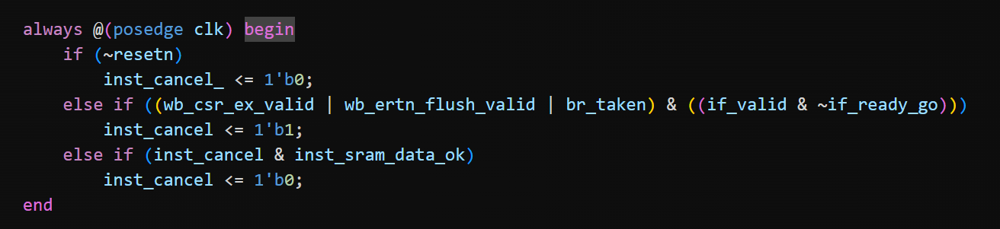 always @(posedge clk) begin
    if (~resetn)
        inst_cancel_ <= 1'b0;
    else if ((wb_csr_ex_valid | wb_ertn_flush_valid | br_taken) & ((if_valid & ~if_ready_go)))
        inst_cancel <= 1'b1;
    else if (inst_cancel & inst_sram_data_ok)
        inst_cancel <= 1'b0;
end